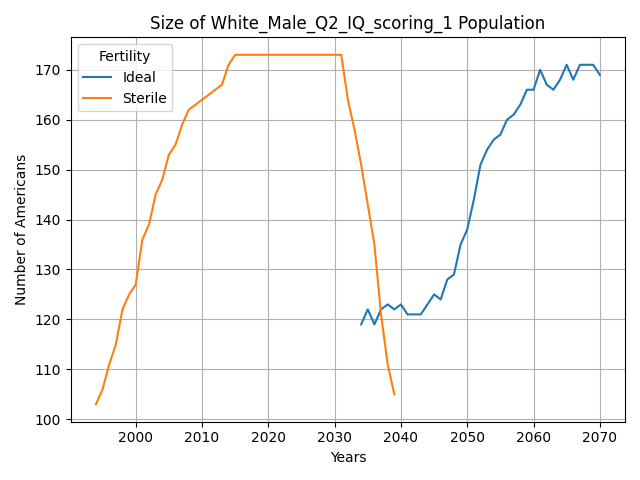 Size of White_Male_Q2_IQ_scoring_1 Population
Fertility
Ideal
Sterile
Number of Americans
170
160
150
140
130
120
110
100
2000
2010
2020
2030
2040
2050
2060
2070
Years